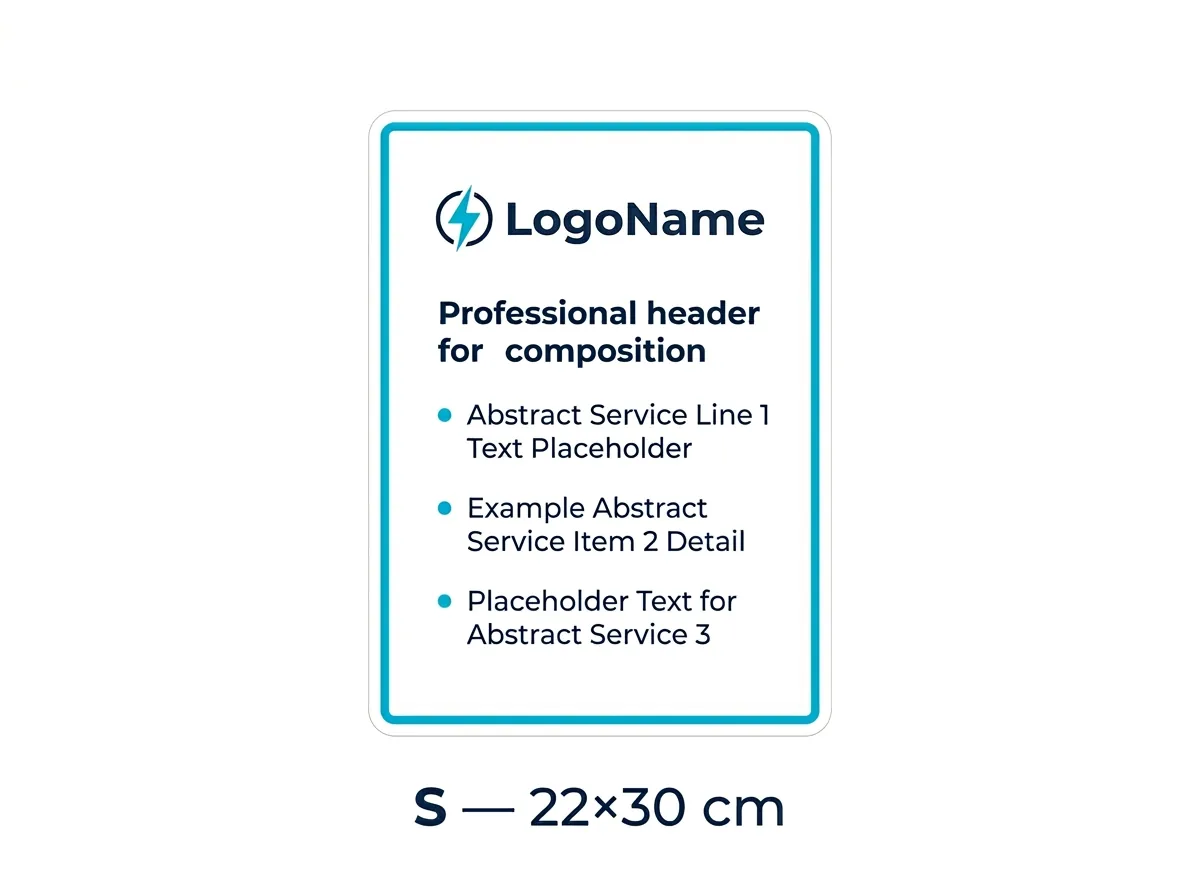 LogoName
Professional header
for composition
Abstract Service Line 1
Text Placeholder
Example Abstract
Service Item 2 Detail
Placeholder Text for
Abstract Service 3
S — 22×30 cm